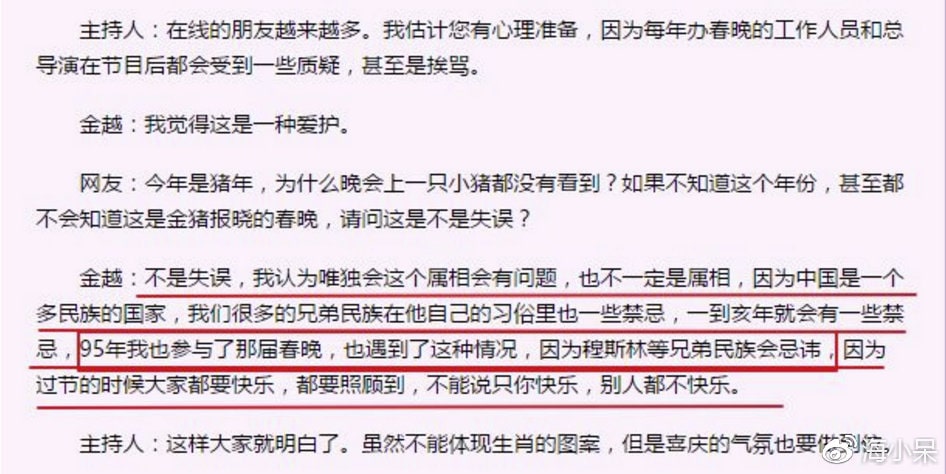 主持人：在线的朋友越来越多。我估计您有心理准备，因为每年办春晚的工作人员和总
导演在节目后都会受到一些质疑，甚至是挨骂。
金越：我觉得这是一种爱护。
网友：今年是猪年，为什么晚会上一只小猪都没有看到？如果不知道这个年份，甚至都
不会知道这是金猪报晓的春晚，请问这是不是失误？
金越：不是失误，我认为唯独会这个属相会有问题，也不一定是属相，因为中国是一个
多民族的国家，我们很多的兄弟民族在他自己的习俗里也一些禁忌，一到亥年就会有一些禁
忌，95年我也参与了那届春晚，也遇到了这种情况，因为穆斯林等兄弟民族会忌讳，因为
过节的时候大家都要快乐，都要照顾到，不能说只你快乐，别人都不快乐。
主持人：这样大家就明白了。虽然不能体现生肖的图案，但是喜庆的气氛也要做到位。
海小呆